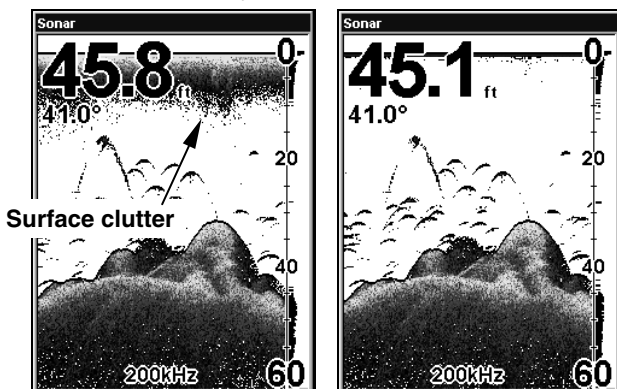 Sonar
45.8 ft
0-
41.0°
20
Surface clutter
40
200kHz
60
Sonar
45.1 ft
0-
41.0°
20
40
200kHz
60